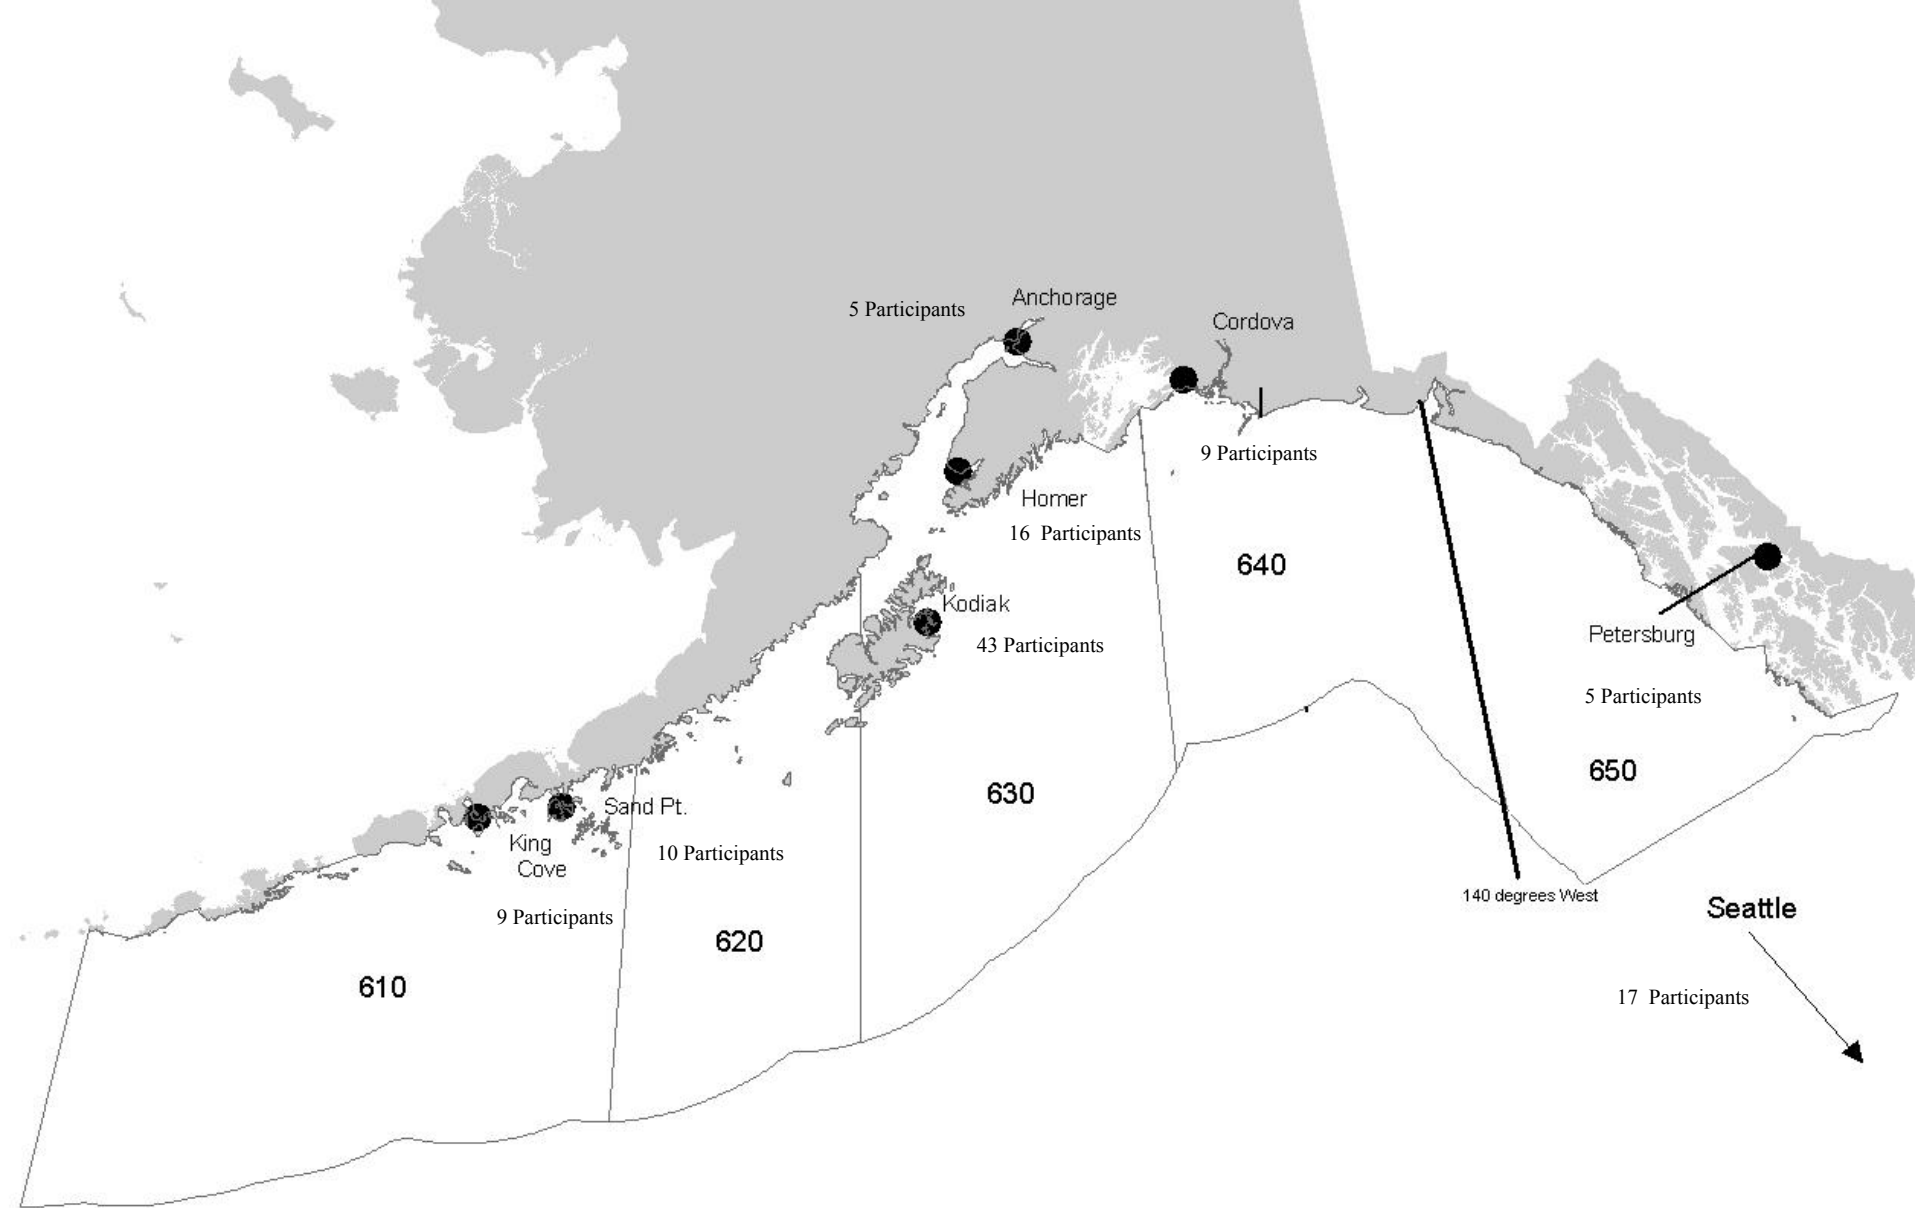 Anchorage
5 Participants
Cordova
9 Participants
Homer
16 Participants
640
Kodiak
43 Participants
Petersburg
5 Participants
650
630
Sand Pt.
King
Cove
10 Participants
9 Participants
620
610
140 degrees West
Seattle
17 Participants